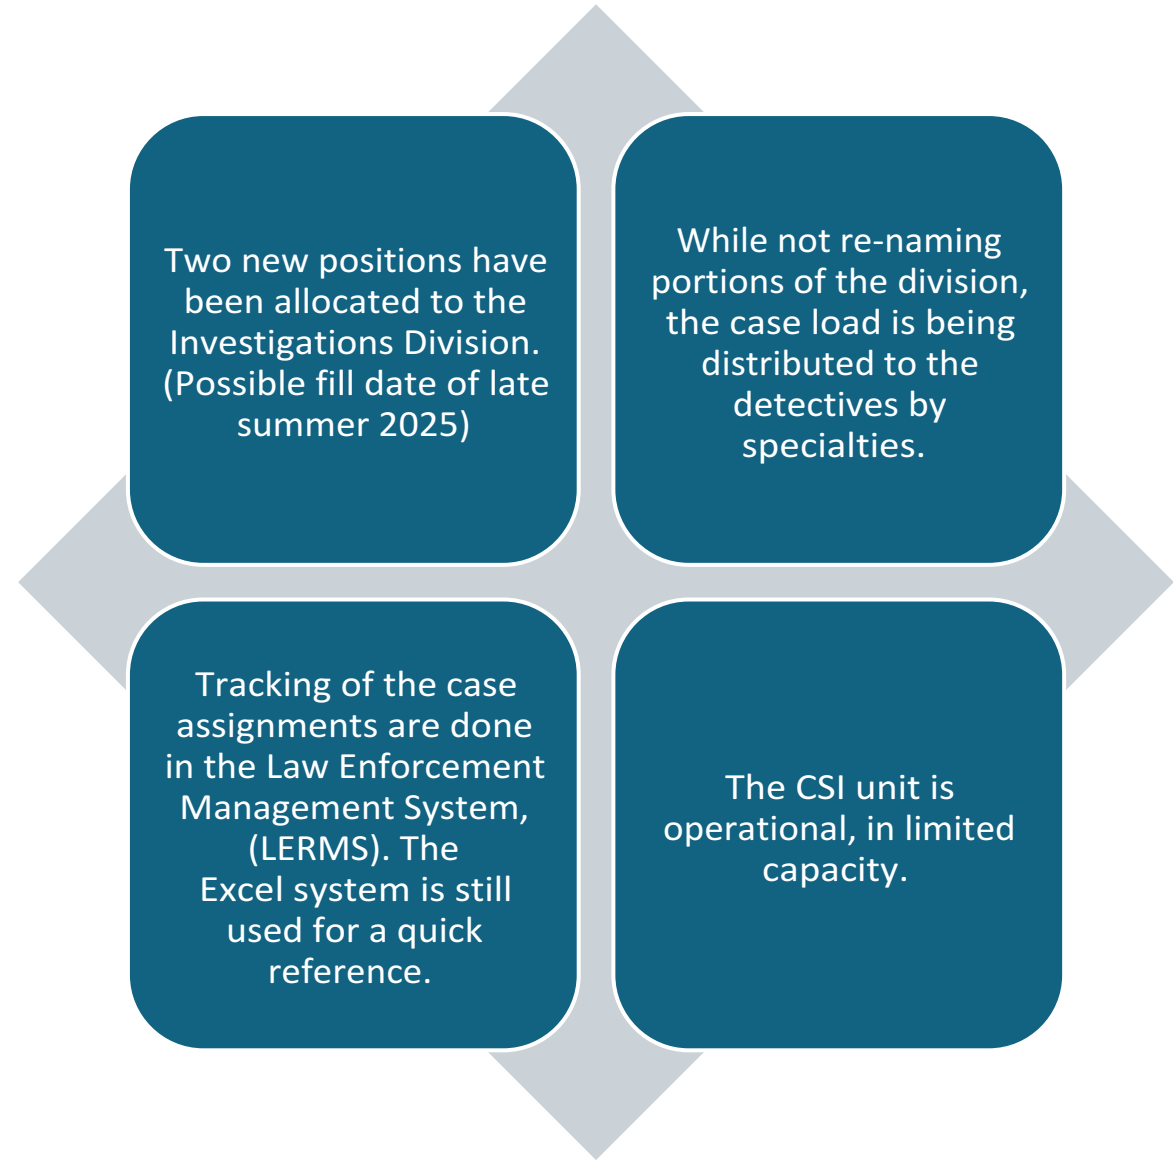 Two new positions have
been allocated to the
Investigations Division.
(Possible fill date of late
summer 2025)
While not re-naming
portions of the division,
the case load is being
distributed to the
detectives by
specialties.
Tracking of the case
assignments are done
in the Law Enforcement
Management System,
(LERMS). The
Excel system is still
used for a quick
reference.
The CSI unit is
operational, in limited
capacity.